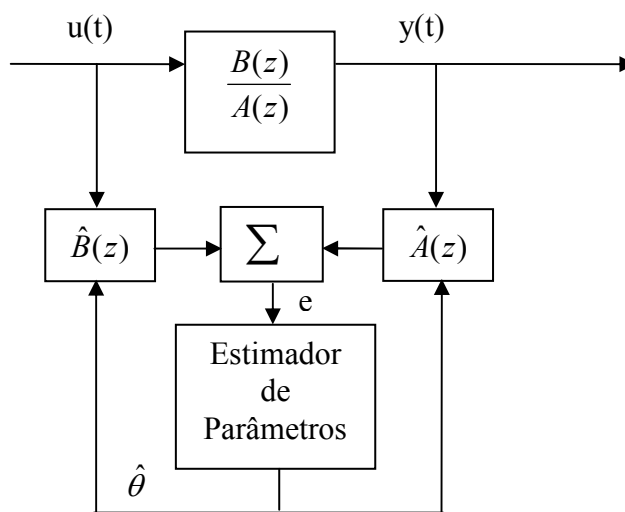 u(t)
y(t)
B(z)
A(z)
B̂(z)
∑
Â(z)
e
Estimador
de
Parâmetros
θ̂